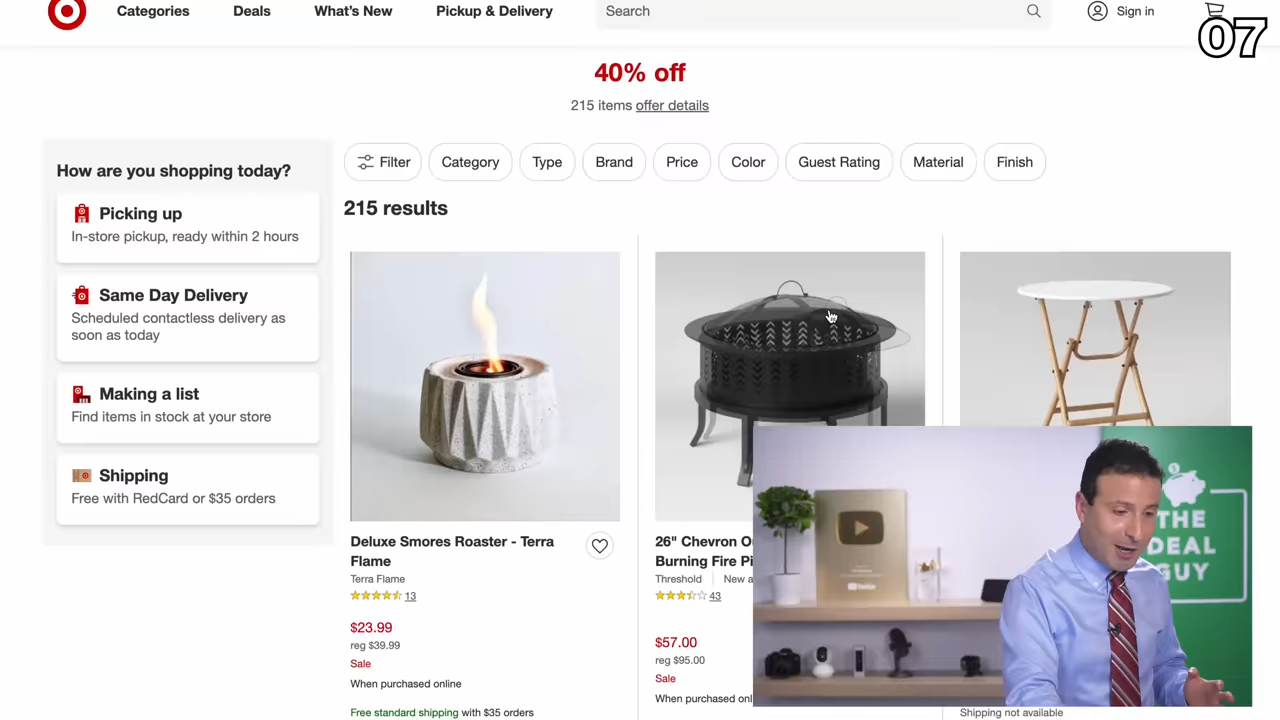 Categories
Deals
What's New
Pickup & Delivery
Search
Sign in
07
40% off
215 items offer details
How are you shopping today?
Picking up
In-store pickup, ready within 2 hours
Same Day Delivery
Scheduled contactless delivery as
soon as today
Making a list
Find items in stock at your store
Shipping
Free with RedCard or $35 orders
Filter
Category
Type
Brand
Price
Color
Guest Rating
Material
Finish
215 results
Deluxe Smores Roaster - Terra
Flame
Terra Flame
13
$23.99
reg $39.99
Sale
When purchased online
Free standard shipping with $35 orders
26" Chevron
Burning Fire
Threshold
New
43
$57.00
reg $95.00
Sale
When purchased
Shipping not available
THE
DEAL
GUY